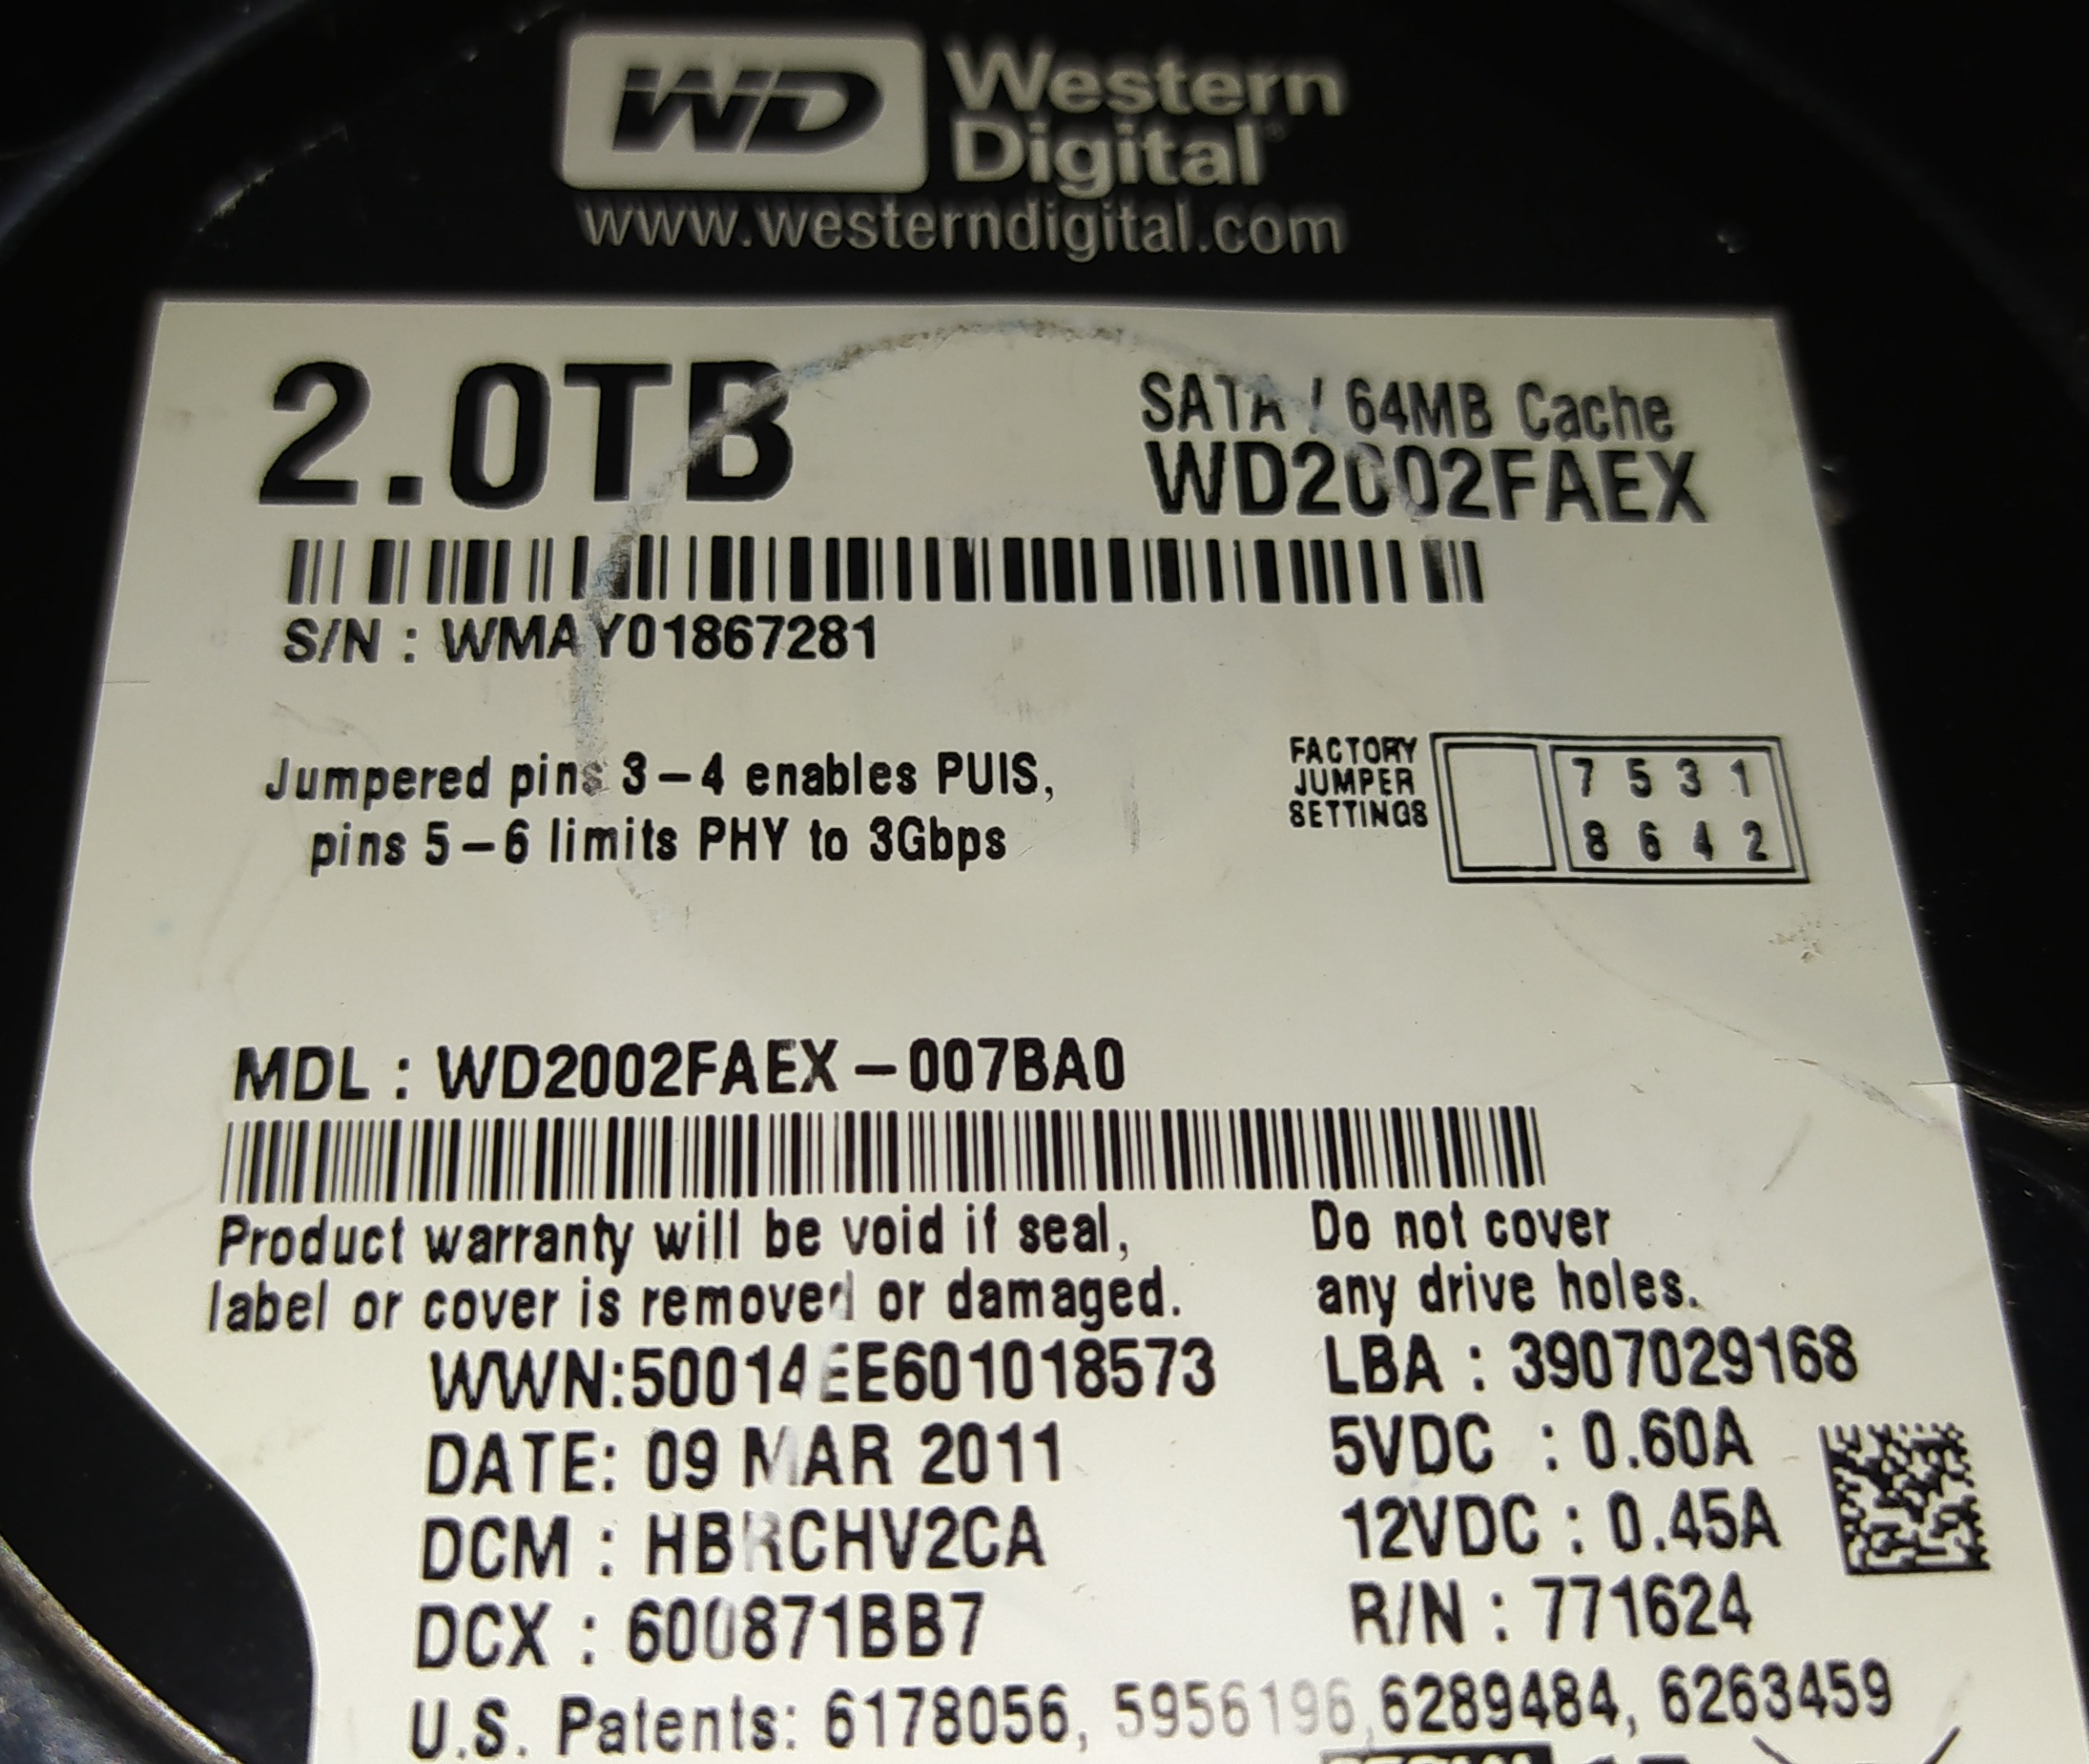 WD Western
Digital®
www.westerndigital.com
2.0TB
SATA / 64MB Cache
WD2002FAEX
S/N : WMAY01867281
Jumpered pins 3-4 enables PUIS,
pins 5-6 limits PHY to 3Gbps
FACTORY
JUMPER
SETTINGS
7 5 3 1
8 6 4 2
MDL : WD2002FAEX-007BA0
Product warranty will be void if seal,
label or cover is removed or damaged.
Do not cover
any drive holes.
WWN:50014EE601018573
DATE: 09 MAR 2011
DCM : HBRCHV2CA
DCX : 600871BB7
LBA : 3907029168
5VDC : 0.60A
12VDC : 0.45A
R/N : 771624
U.S. Patents: 6178056, 5956196,6289484, 6263459